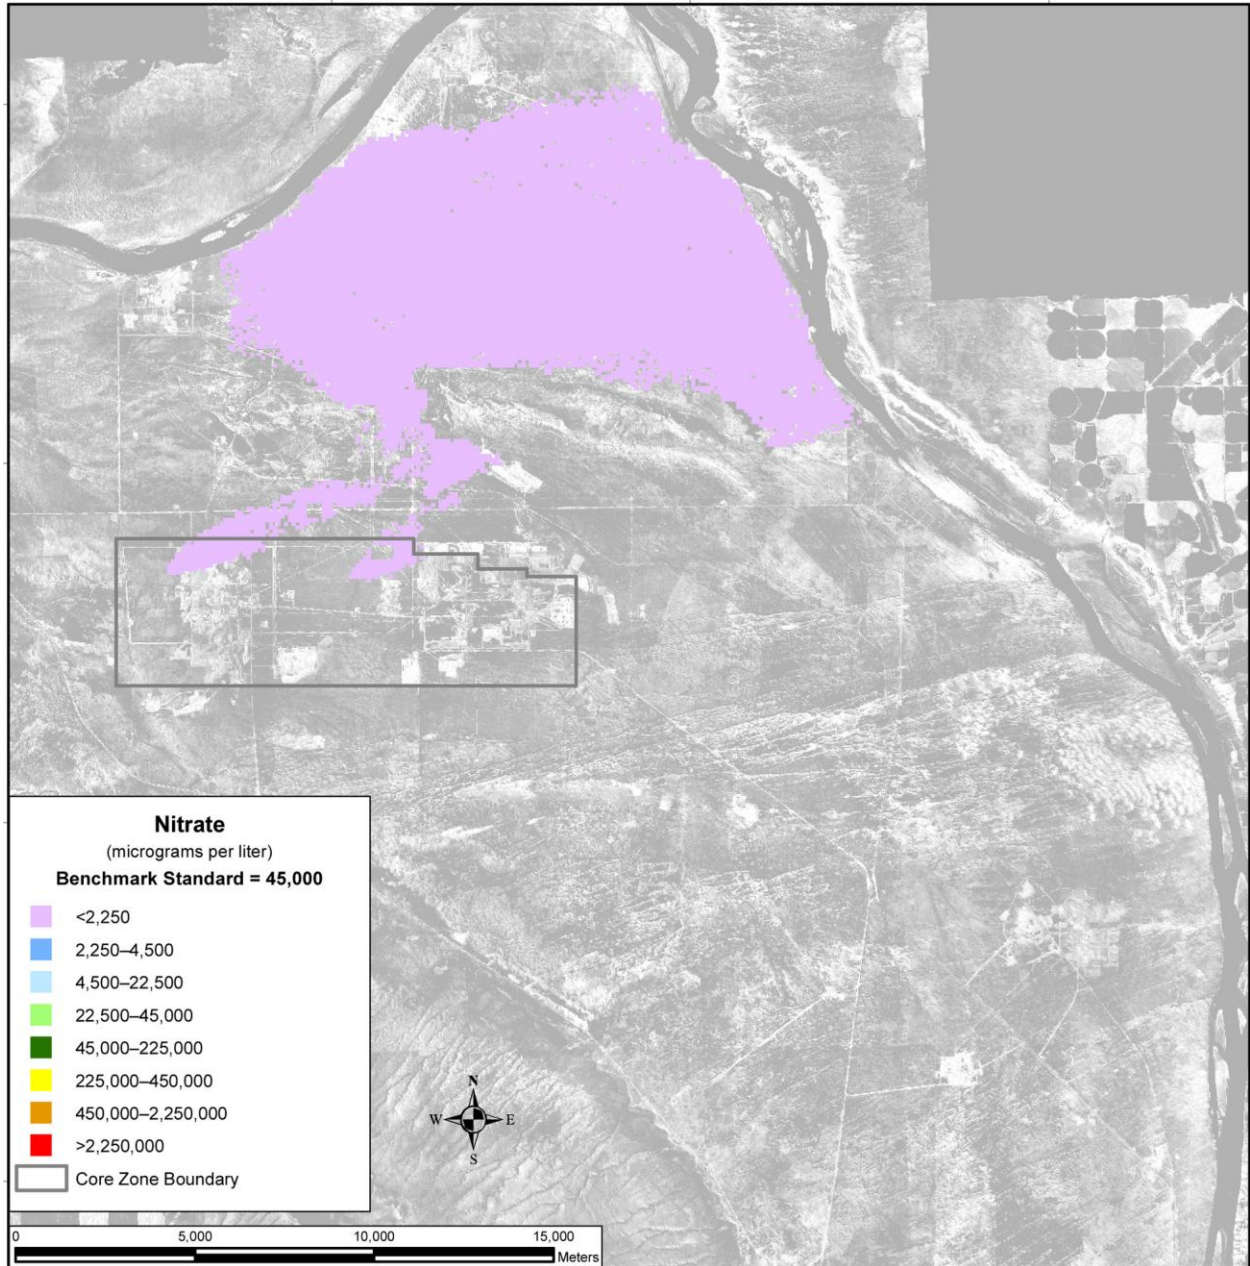 Nitrate
(micrograms per liter)
Benchmark Standard = 45,000
<2,250
2,250–4,500
4,500–22,500
22,500–45,000
45,000–225,000
225,000–450,000
450,000–2,250,000
>2,250,000
Core Zone Boundary
N
W E
S
0 5,000 10,000 15,000
Meters